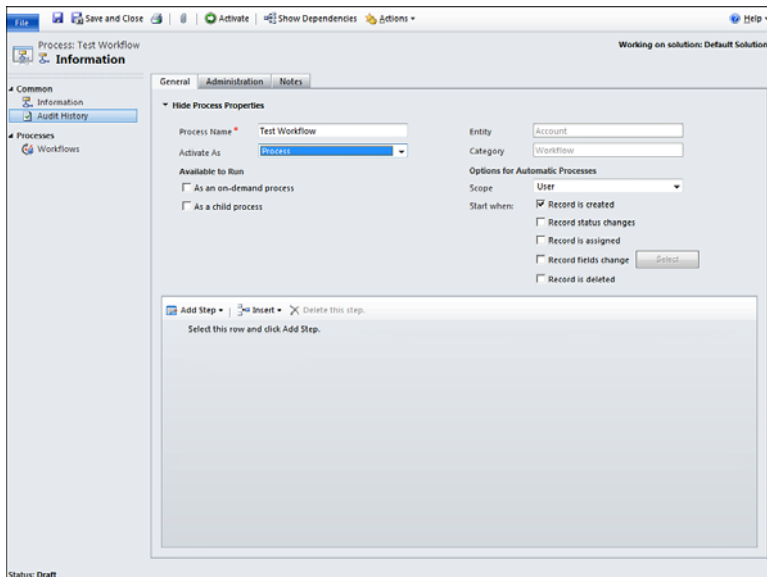 File Save and Close Activate Show Dependencies Actions Help
Process: Test Workflow
Information
Working on solution: Default Solution
Common
Information
Audit History
Processes
Workflows
General Administration Notes
Hide Process Properties
Process Name* Test Workflow Entity Account
Activate As Process Category Workflow
Available to Run Options for Automatic Processes
As an on-demand process Scope User
As a child process Start when: Record is created
Record status changes
Record is assigned
Record fields change Select
Record is deleted
Add Step Insert Delete this step.
Select this row and click Add Step.
Status: Draft